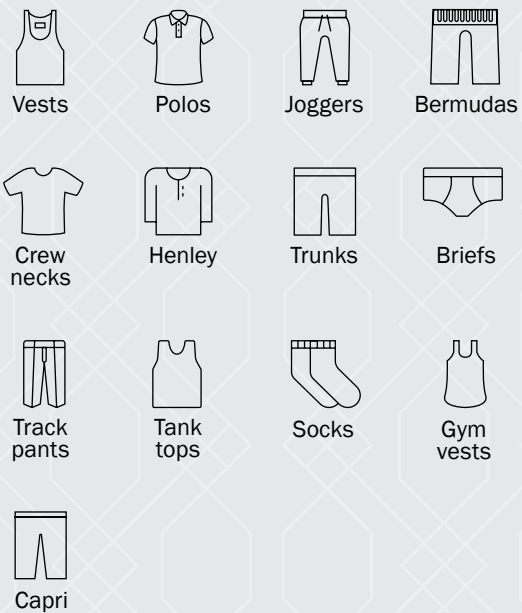 Vests
Polos
Joggers
Bermudas
Crew
necks
Henley
Trunks
Briefs
Track
pants
Tank
tops
Socks
Gym
vests
Capri